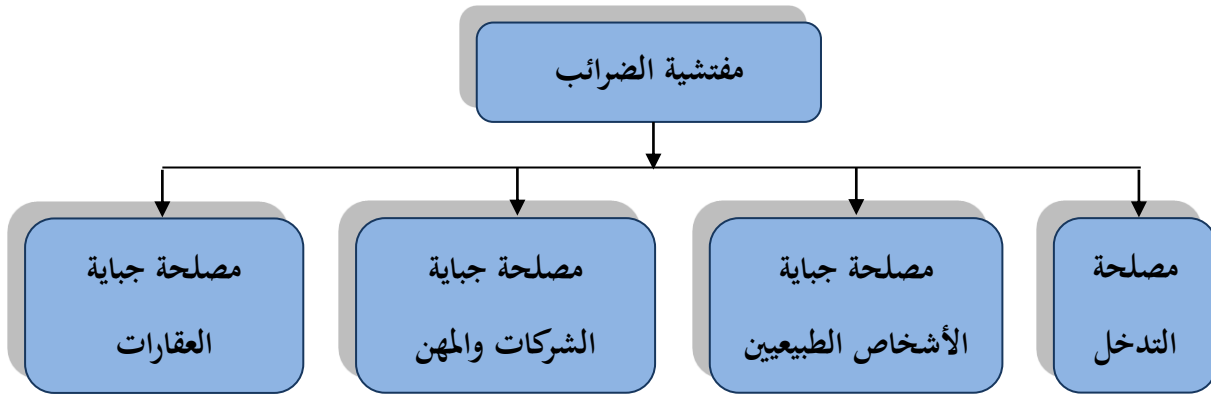 مفتشية الضرائب
مصلحة
التدخل
مصلحة جباية
الأشخاص الطبيعيين
مصلحة جباية
الشركات والمهن
مصلحة جباية
العقارات